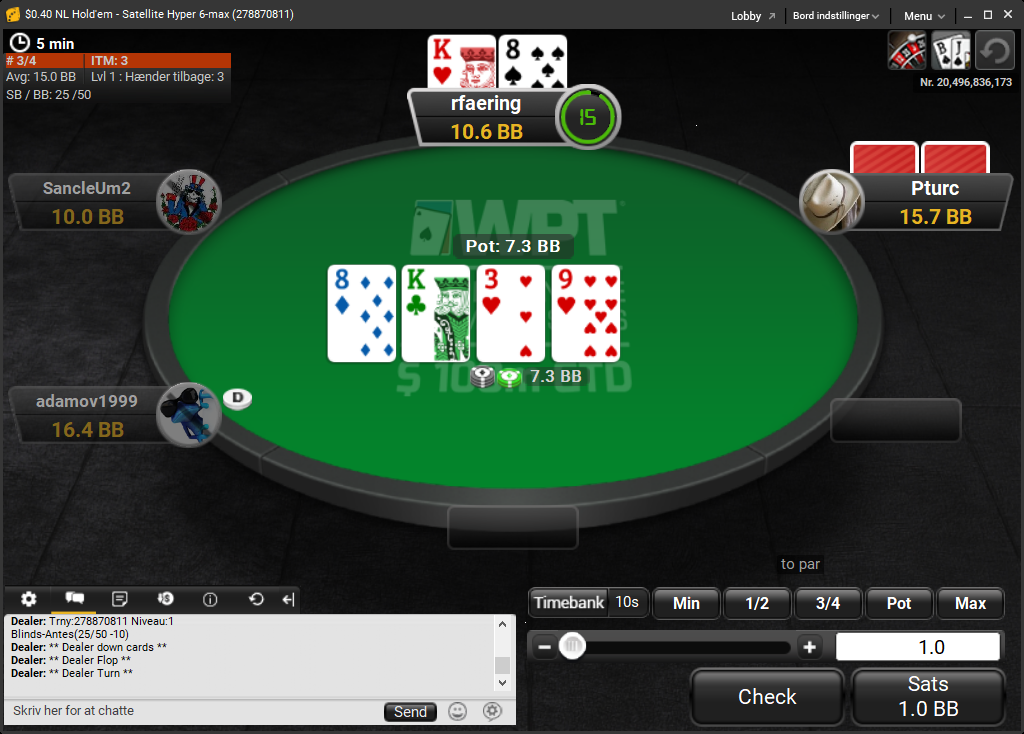 $0.40 NL Hold'em - Satellite Hyper 6-max (278870811)
Lobby
Bord indstillinger
Menu
5 min
# 3/4 ITM: 3
Avg: 15.0 BB Lvl 1 : Hænder tilbage: 3
SB / BB: 25 /50
Nr. 20,496,836,173
K 8
rfaering
10.6 BB
15
SancleUm2
10.0 BB
Pturc
15.7 BB
WPT
Pot: 7.3 BB
8 K 3 9
7.3 BB
adamov1999
16.4 BB
D
to par
Timebank 10s
Min 1/2 3/4 Pot Max
1.0
Check
Sats
1.0 BB
Dealer: Trny:278870811 Niveau:1
Blinds-Antes(25/50 -10)
Dealer: ** Dealer down cards **
Dealer: ** Dealer Flop **
Dealer: ** Dealer Turn **
Skriv her for at chatte
Send